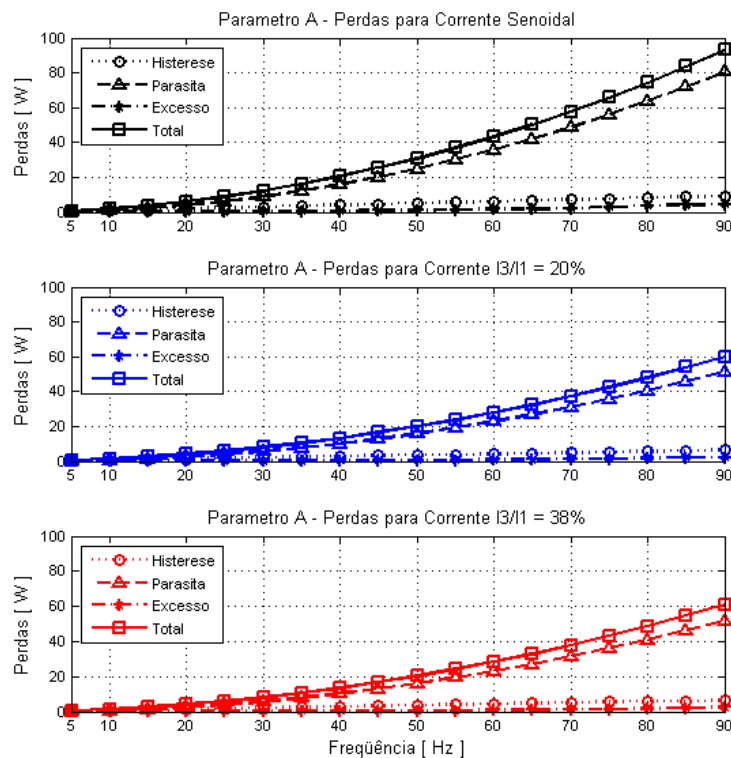 Parametro A - Perdas para Corrente Senoidal
Perdas [ W ]
100
80
60
40
20
0
Histerese
Parasita
Excesso
Total
5 10 20 30 40 50 60 70 80 90
Parametro A - Perdas para Corrente I3/I1 = 20%
Perdas [ W ]
100
80
60
40
20
0
Histerese
Parasita
Excesso
Total
5 10 20 30 40 50 60 70 80 90
Parametro A - Perdas para Corrente I3/I1 = 38%
Perdas [ W ]
100
80
60
40
20
0
Histerese
Parasita
Excesso
Total
5 10 20 30 40 50 60 70 80 90
Freqüência [ Hz ]